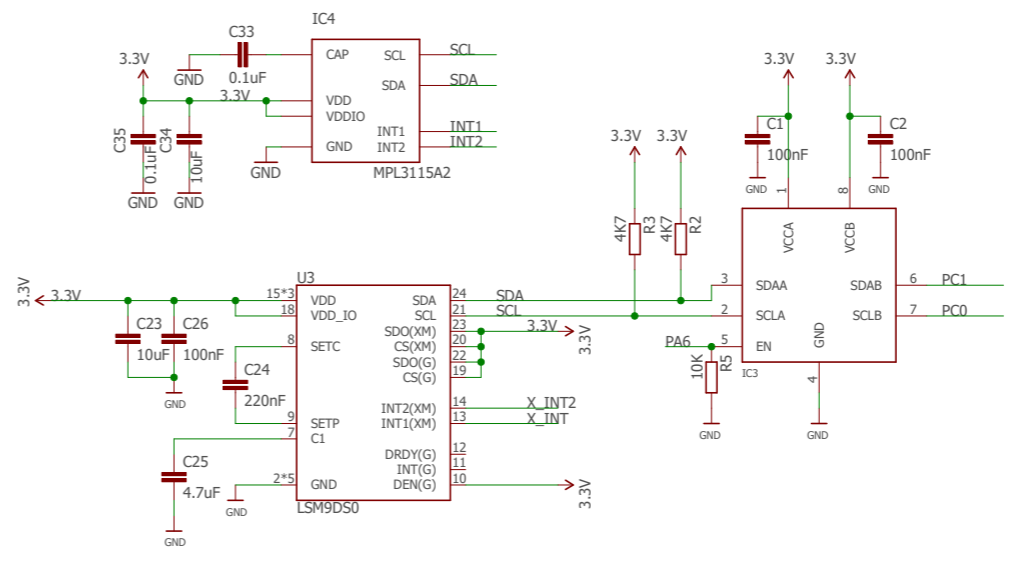 IC4
C33
0.1uF
GND
3.3V
3.3V
C35
0.1uF
C34
10uF
GND
GND
GND
CAP
VDD
VDDIO
GND
SCL
SDA
INT1
INT2
SCL
SDA
INT1
INT2
MPL3115A2
3.3V
3.3V
C1
100nF
C2
100nF
GND
GND
1
8
VCCA
VCCB
3.3V
3.3V
4K7
R3
4K7
R2
3
2
5
SDAA
SCLA
EN
GND
SDAB
SCLB
6
7
PC1
PC0
PA6
10K
R5
IC3
4
GND
GND
U3
3.3V
3.3V
15*3
18
8
9
7
2*5
C23
10uF
C26
100nF
GND
C24
220nF
C25
4.7uF
GND
GND
VDD
VDD_IO
SETC
SETP
C1
GND
SDA
SCL
SDO(XM)
CS(XM)
SDO(G)
CS(G)
INT2(XM)
INT1(XM)
DRDY(G)
INT(G)
DEN(G)
24
21
23
20
22
19
14
13
12
11
10
SDA
SCL
3.3V
3.3V
X_INT2
X_INT
3.3V
LSM9DS0